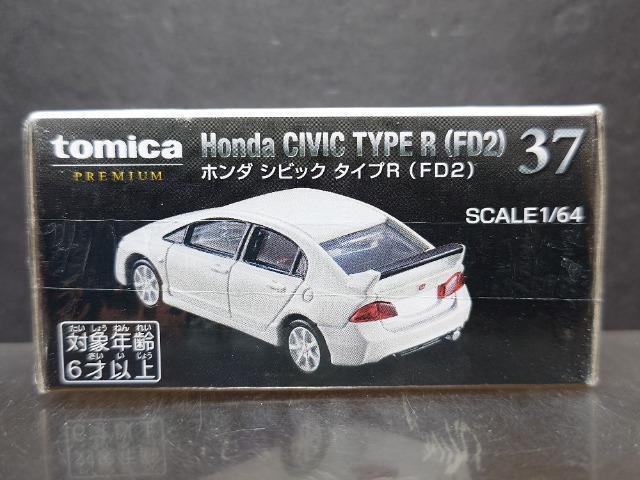 tomica
PREMIUM
Honda CIVIC TYPE R (FD2)
37
ホンダ シビック タイプR (FD2)
SCALE1/64
たいしょうねんれい
対象年齢
さいいじょう
6才以上